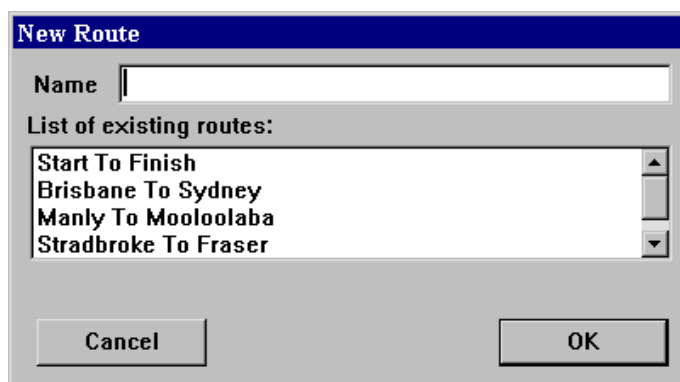 New Route
Name
List of existing routes:
Start To Finish
Brisbane To Sydney
Manly To Mooloolaba
Stradbroke To Fraser
Cancel OK